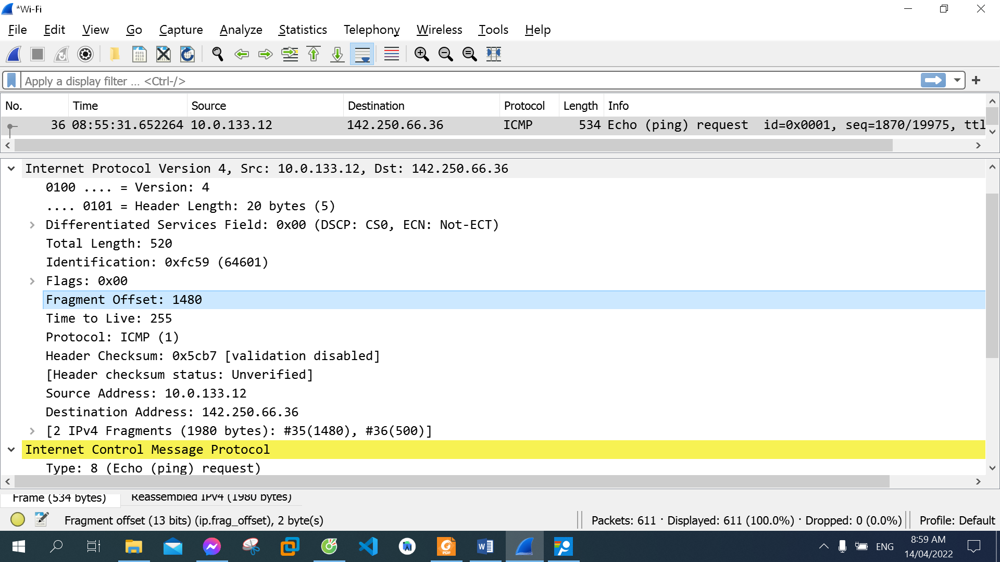 *Wi-Fi
File Edit View Go Capture Analyze Statistics Telephony Wireless Tools Help
Apply a display filter ... <Ctrl-/>
No. Time Source Destination Protocol Length Info
36 08:55:31.652264 10.0.133.12 142.250.66.36 ICMP 534 Echo (ping) request id=0x0001, seq=1870/19975, ttl
Internet Protocol Version 4, Src: 10.0.133.12, Dst: 142.250.66.36
0100 .... = Version: 4
.... 0101 = Header Length: 20 bytes (5)
Differentiated Services Field: 0x00 (DSCP: CS0, ECN: Not-ECT)
Total Length: 520
Identification: 0xfc59 (64601)
Flags: 0x00
Fragment Offset: 1480
Time to Live: 255
Protocol: ICMP (1)
Header Checksum: 0x5cb7 [validation disabled]
[Header checksum status: Unverified]
Source Address: 10.0.133.12
Destination Address: 142.250.66.36
[2 IPv4 Fragments (1980 bytes): #35(1480), #36(500)]
Internet Control Message Protocol
Type: 8 (Echo (ping) request)
Frame (534 bytes) Reassembled IPv4 (1980 bytes)
Fragment offset (13 bits) (ip.frag_offset), 2 byte(s) Packets: 611 · Displayed: 611 (100.0%) · Dropped: 0 (0.0%) Profile: Default
ENG 8:59 AM
14/04/2022